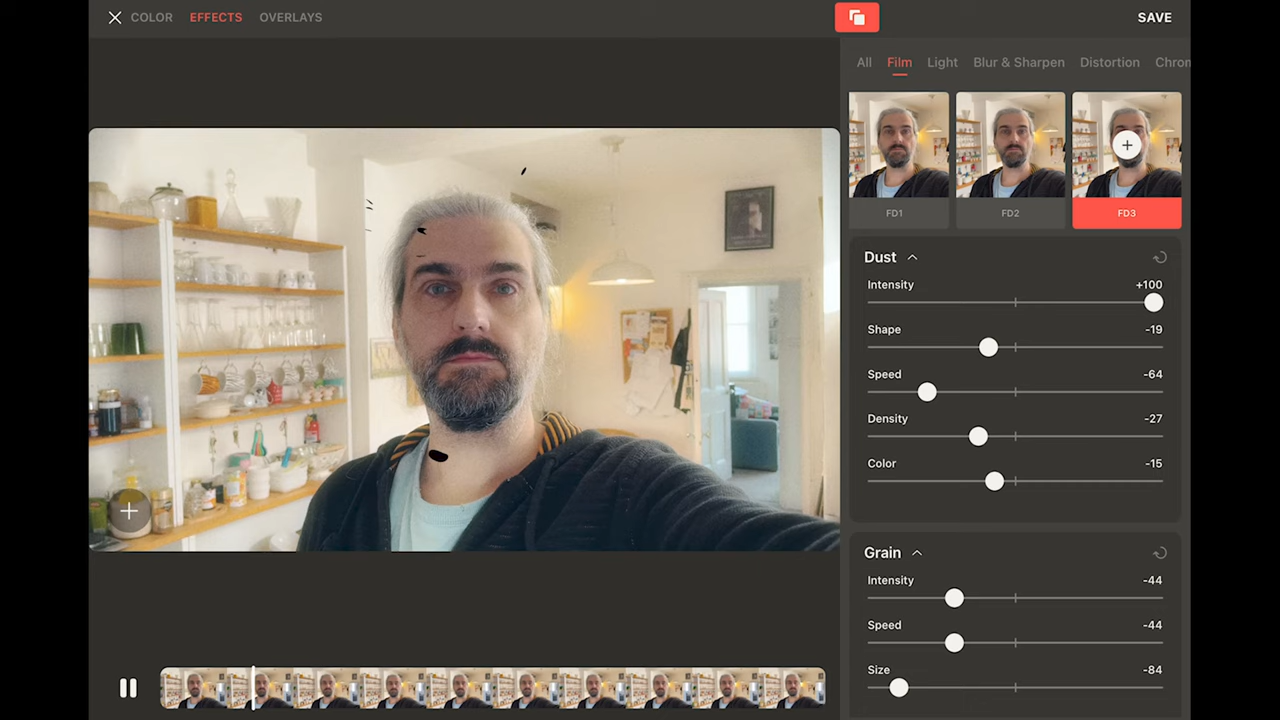 COLOR EFFECTS OVERLAYS SAVE
All Film Light Blur & Sharpen Distortion Chron
FD1 FD2 FD3
Dust
Intensity +100
Shape -19
Speed -64
Density -27
Color -15
Grain
Intensity -44
Speed -44
Size -84